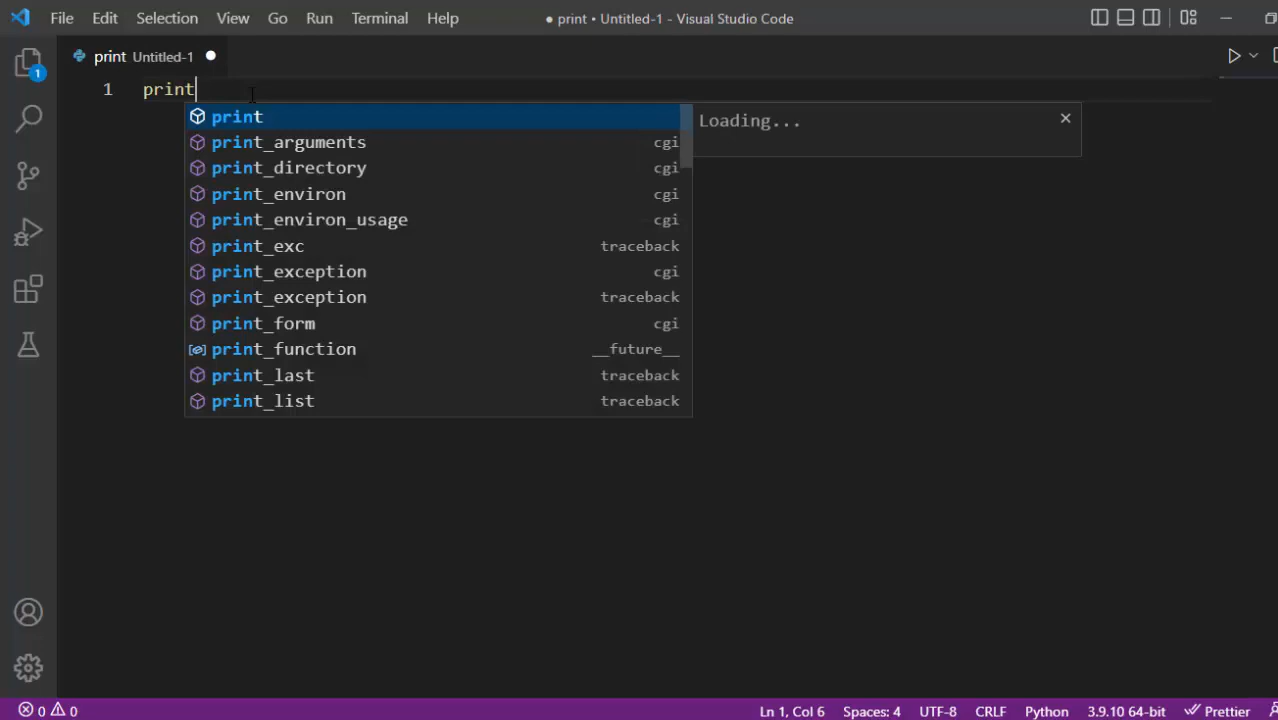 File Edit Selection View Go Run Terminal Help ● print • Untitled-1 - Visual Studio Code
1
print Untitled-1 ●
1 print
print
Loading...
print_arguments cgi
print_directory cgi
print_environ cgi
print_environ_usage cgi
print_exc traceback
print_exception cgi
print_exception traceback
print_form cgi
print_function __future__
print_last traceback
print_list traceback
0 0 Ln 1, Col 6 Spaces: 4 UTF-8 CRLF Python 3.9.10 64-bit Prettier